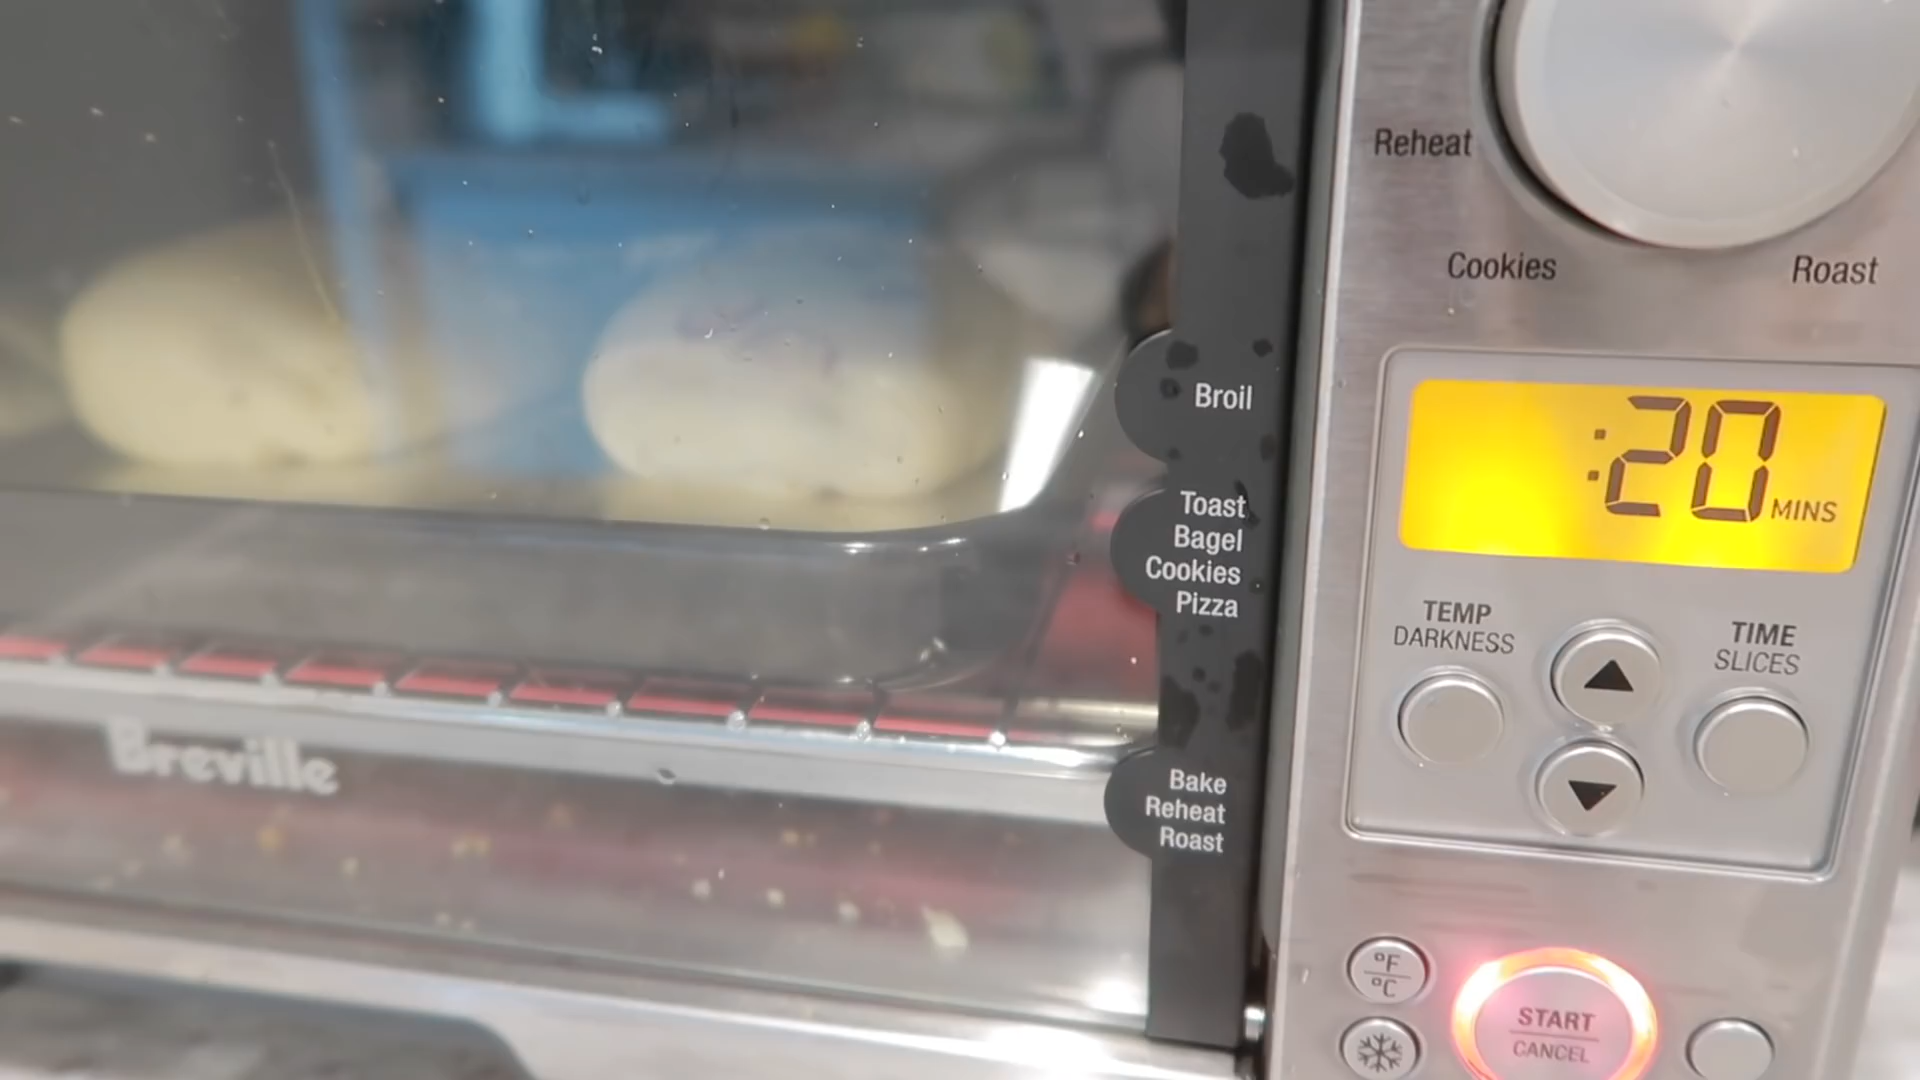 Reheat
Cookies
Roast
Broil
:20 MINS
Toast
Bagel
Cookies
Pizza
TEMP
DARKNESS
TIME
SLICES
Breville
Bake
Reheat
Roast
°F
°C
START
CANCEL